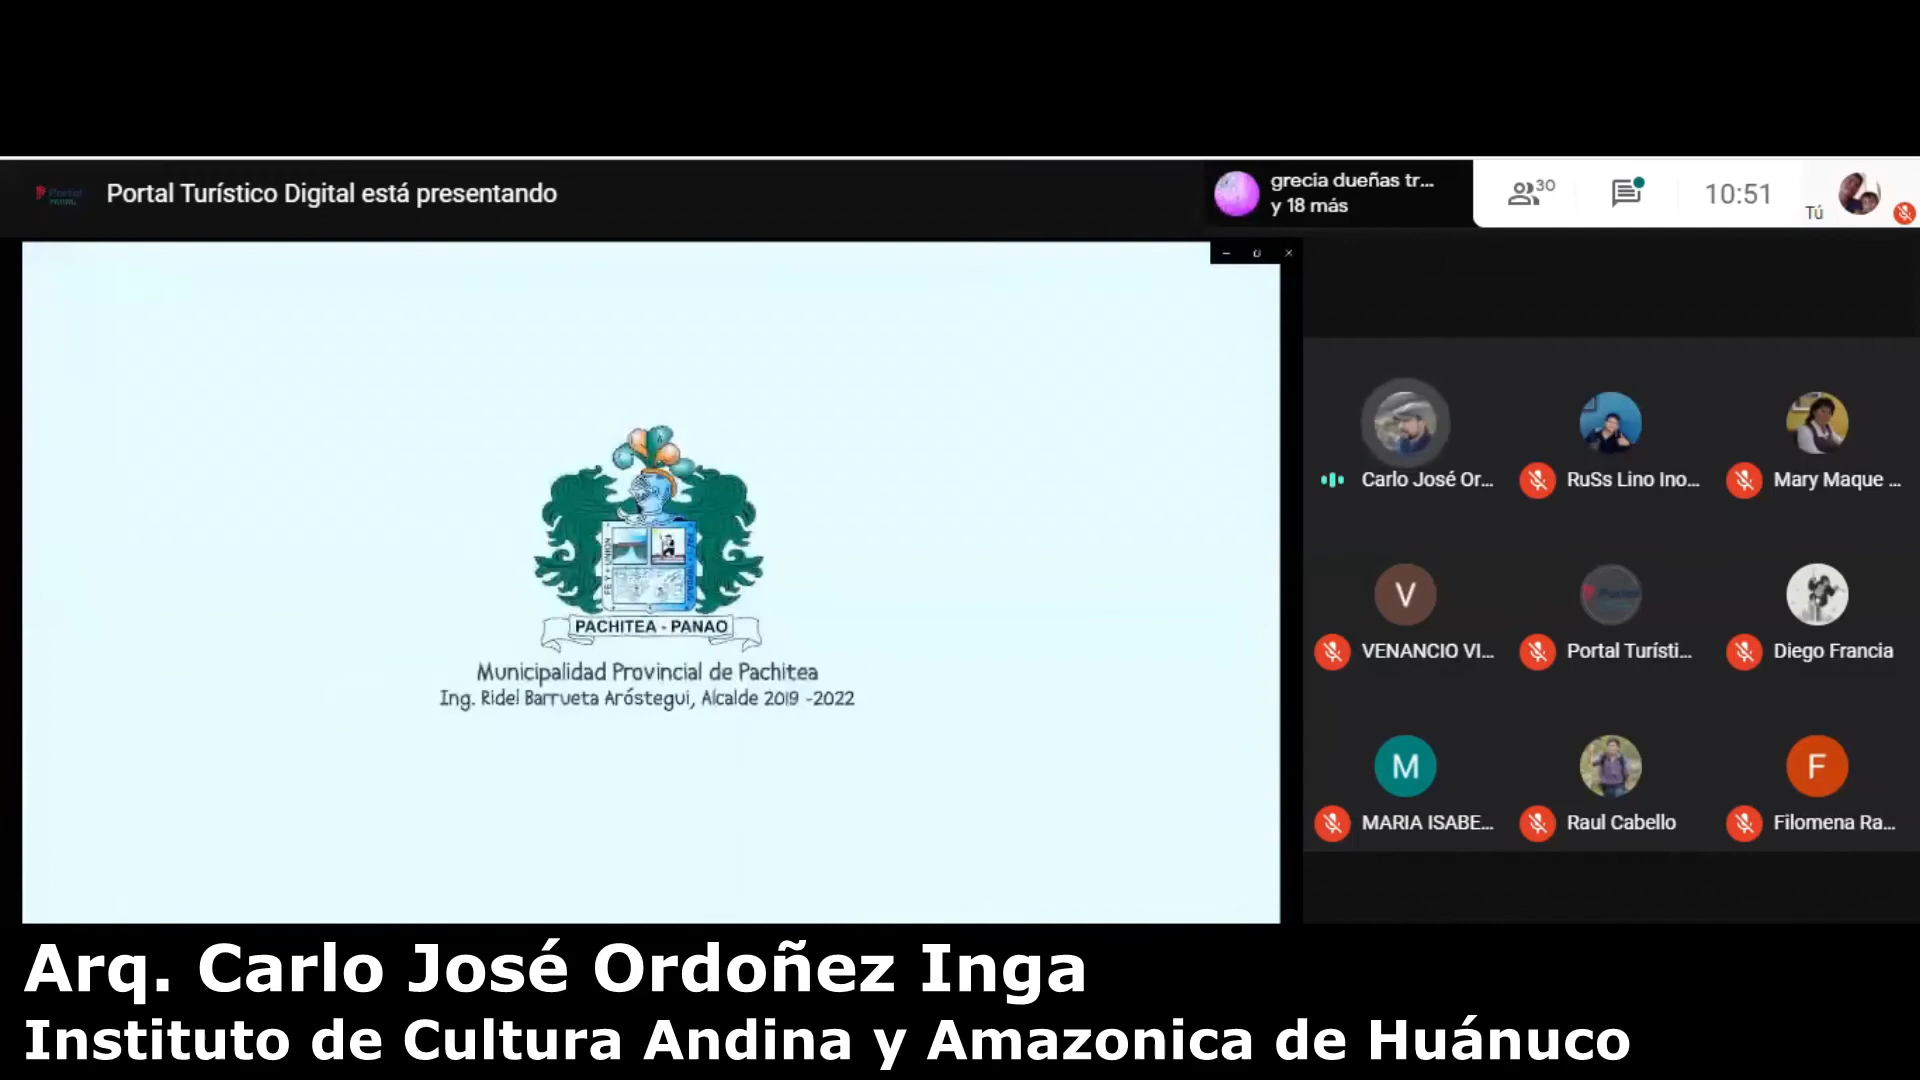 Portal Turístico Digital está presentando
grecia dueñas tr...
y 18 más
30
10:51
Tú
Carlo José Or...
RuSs Lino Ino...
Mary Maque ...
V
VENANCIO VI...
Portal Turísti...
Diego Francia
M
MARIA ISABE...
Raul Cabello
F
Filomena Ra...
FE Y UNION
PACHITEA - PANAO
Municipalidad Provincial de Pachitea
Ing. Ridel Barrueta Aróstegui, Alcalde 2019 -2022
Arq. Carlo José Ordoñez Inga
Instituto de Cultura Andina y Amazonica de Huánuco